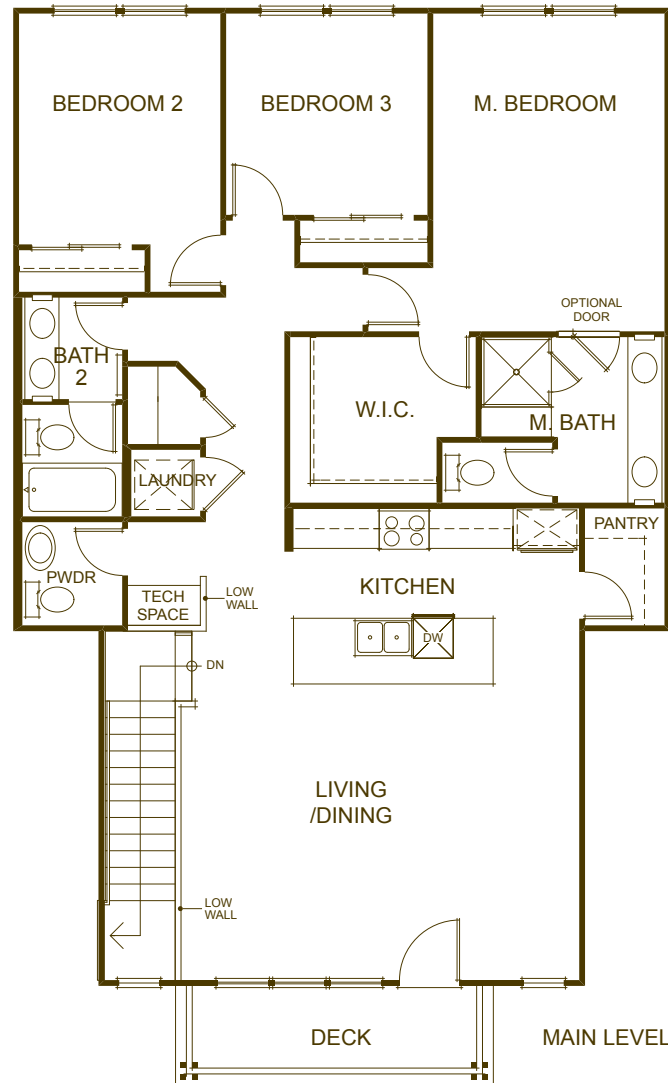 BEDROOM 2
BEDROOM 3
M. BEDROOM
OPTIONAL
DOOR
BATH
2
W.I.C.
M. BATH
LAUNDRY
PANTRY
PWDR
KITCHEN
TECH
SPACE
LOW
WALL
DW
DN
LIVING
/DINING
LOW
WALL
DECK
MAIN LEVEL